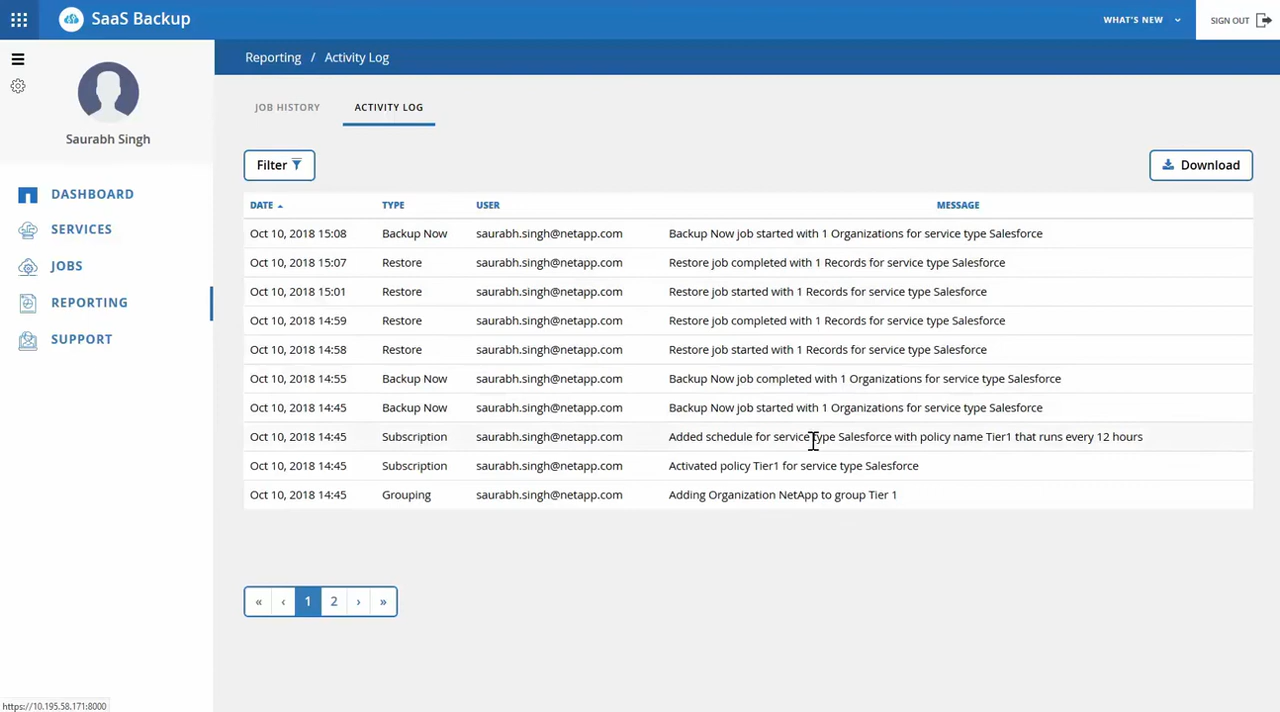 SaaS Backup
WHAT'S NEW
SIGN OUT
Saurabh Singh
DASHBOARD
SERVICES
JOBS
REPORTING
SUPPORT
Reporting / Activity Log
JOB HISTORY ACTIVITY LOG
Filter
Download
DATE TYPE USER MESSAGE
Oct 10, 2018 15:08 Backup Now saurabh.singh@netapp.com Backup Now job started with 1 Organizations for service type Salesforce
Oct 10, 2018 15:07 Restore saurabh.singh@netapp.com Restore job completed with 1 Records for service type Salesforce
Oct 10, 2018 15:01 Restore saurabh.singh@netapp.com Restore job started with 1 Records for service type Salesforce
Oct 10, 2018 14:59 Restore saurabh.singh@netapp.com Restore job completed with 1 Records for service type Salesforce
Oct 10, 2018 14:58 Restore saurabh.singh@netapp.com Restore job started with 1 Records for service type Salesforce
Oct 10, 2018 14:55 Backup Now saurabh.singh@netapp.com Backup Now job completed with 1 Organizations for service type Salesforce
Oct 10, 2018 14:45 Backup Now saurabh.singh@netapp.com Backup Now job started with 1 Organizations for service type Salesforce
Oct 10, 2018 14:45 Subscription saurabh.singh@netapp.com Added schedule for service type Salesforce with policy name Tier1 that runs every 12 hours
Oct 10, 2018 14:45 Subscription saurabh.singh@netapp.com Activated policy Tier1 for service type Salesforce
Oct 10, 2018 14:45 Grouping saurabh.singh@netapp.com Adding Organization NetApp to group Tier 1
« ‹ 1 2 › »
https://10.195.58.171:8000